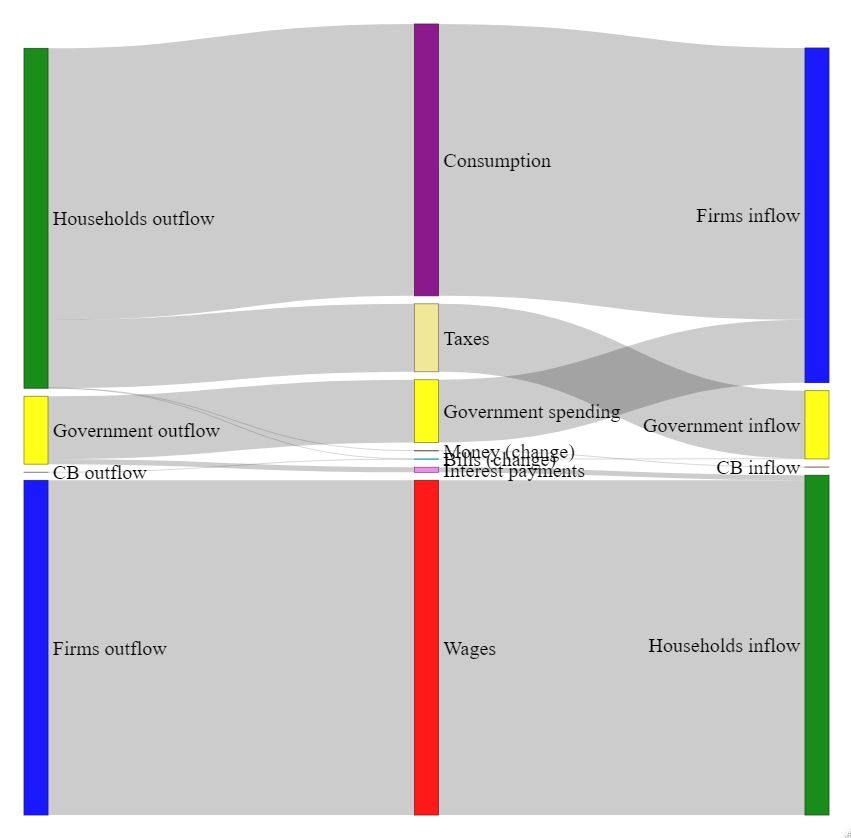 Consumption
Firms inflow
Households outflow
Taxes
Government spending
Government inflow
Government outflow
Money (change)
Bills (change)
CB inflow
Interest payments
CB outflow
Households inflow
Firms outflow
Wages